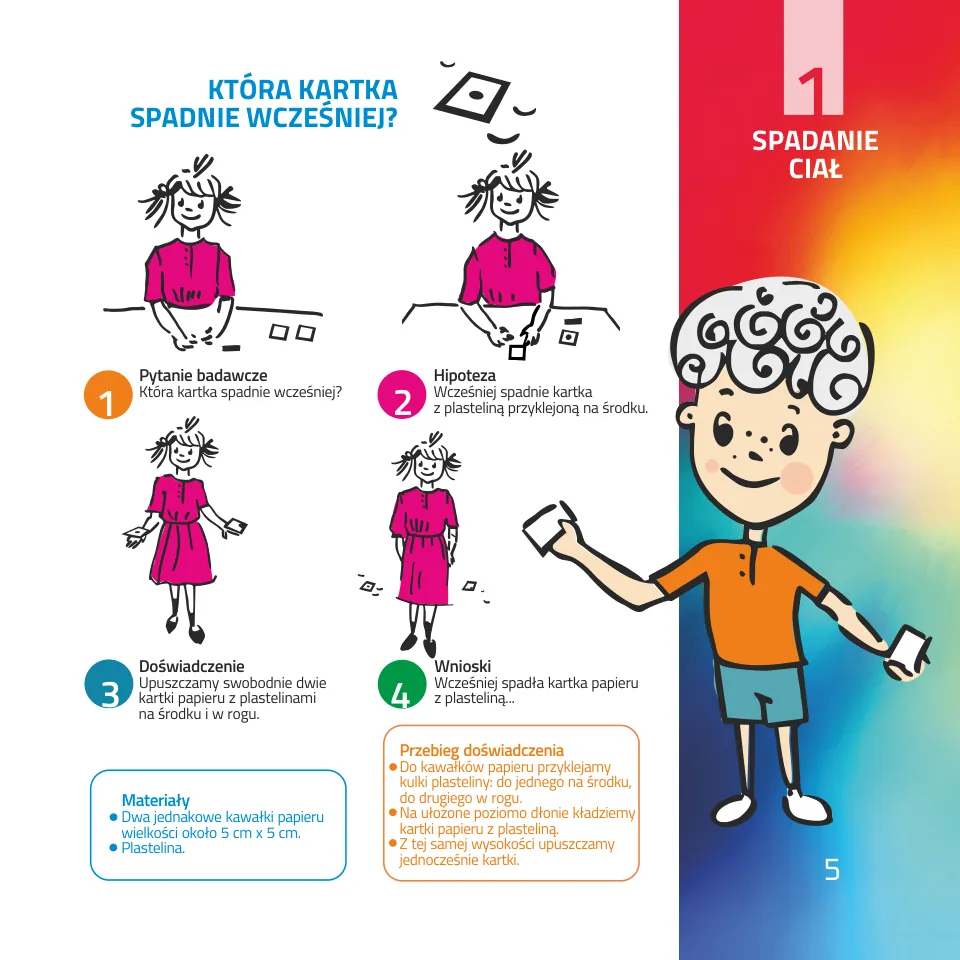 KTÓRA KARTKA
SPADNIE WCZEŚNIEJ?
1
SPADANIE
CIAŁ
1
Pytanie badawcze
Która kartka spadnie wcześniej?
2
Hipoteza
Wcześniej spadnie kartka
z plasteliną przyklejoną na środku.
3
Doświadczenie
Upuszczamy swobodnie dwie
kartki papieru z plastelinami
na środku i w rogu.
4
Wnioski
Wcześniej spadła kartka papieru
z plasteliną...
Materiały
● Dwa jednakowe kawałki papieru
wielkości około 5 cm x 5 cm.
● Plastelina.
Przebieg doświadczenia
● Do kawałków papieru przyklejamy
kulki plasteliny: do jednego na środku,
do drugiego w rogu.
● Na ułożone poziomo dłonie kładziemy
kartki papieru z plasteliną.
● Z tej samej wysokości upuszczamy
jednocześnie kartki.
5